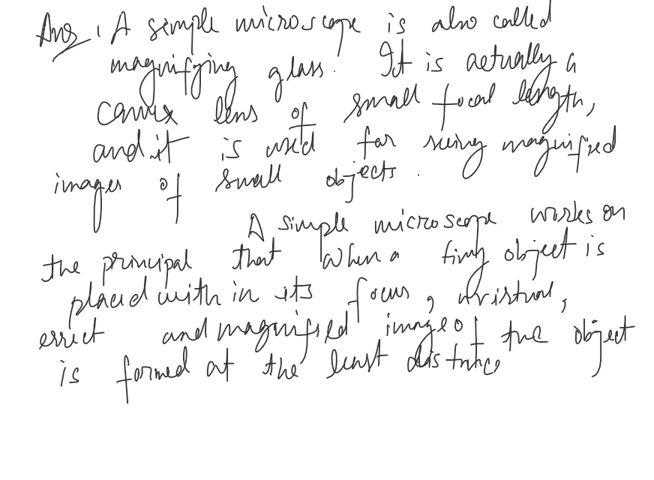 Ans: A simple microscope is also called
magnifying glass. It is actually a
convex lens of small focal length,
and it is used for seeing magnified
images of small objects.
A simple microscope works on
the principal that when a tiny object is
placed with in its focus, a virtual,
errict and magnified image of the object
is formed at the least distnce